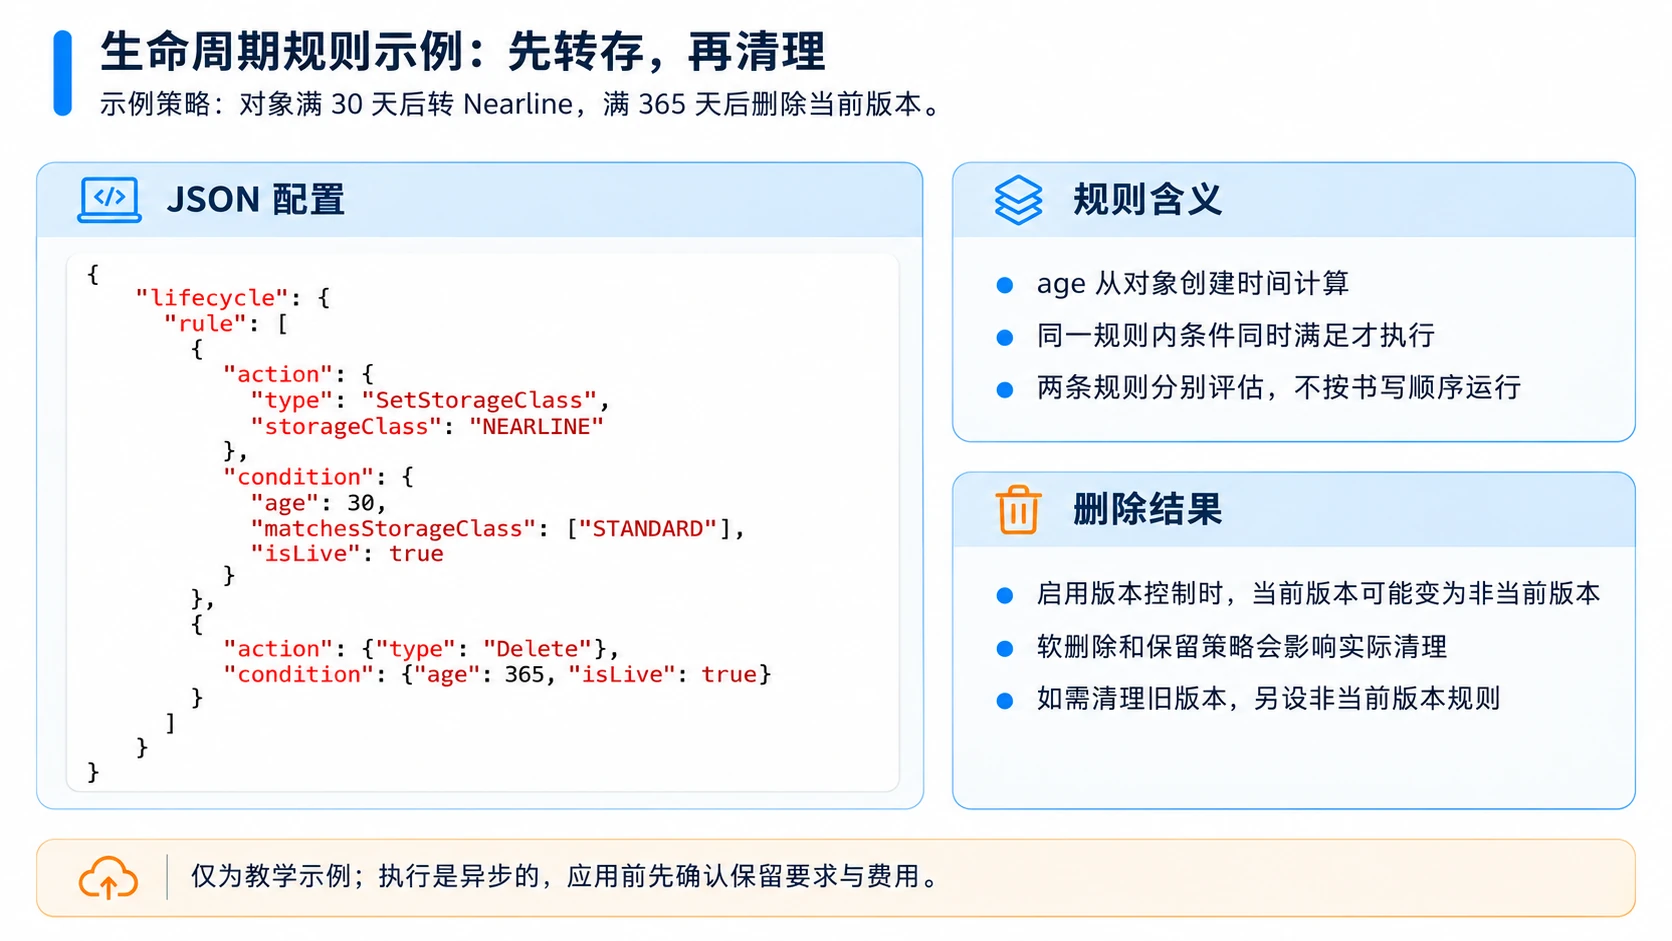 生命周期规则示例：先转存，再清理
示例策略：对象满 30 天后转 Nearline，满 365 天后删除当前版本。
JSON 配置
{
"lifecycle": {
"rule": [
{
"action": {
"type": "SetStorageClass",
"storageClass": "NEARLINE"
},
"condition": {
"age": 30,
"matchesStorageClass": ["STANDARD"],
"isLive": true
}
},
{
"action": {"type": "Delete"},
"condition": {"age": 365, "isLive": true}
}
]
}
}
规则含义
age 从对象创建时间计算
同一规则内条件同时满足才执行
两条规则分别评估，不按书写顺序运行
删除结果
启用版本控制时，当前版本可能变为非当前版本
软删除和保留策略会影响实际清理
如需清理旧版本，另设非当前版本规则
仅为教学示例；执行是异步的，应用前先确认保留要求与费用。